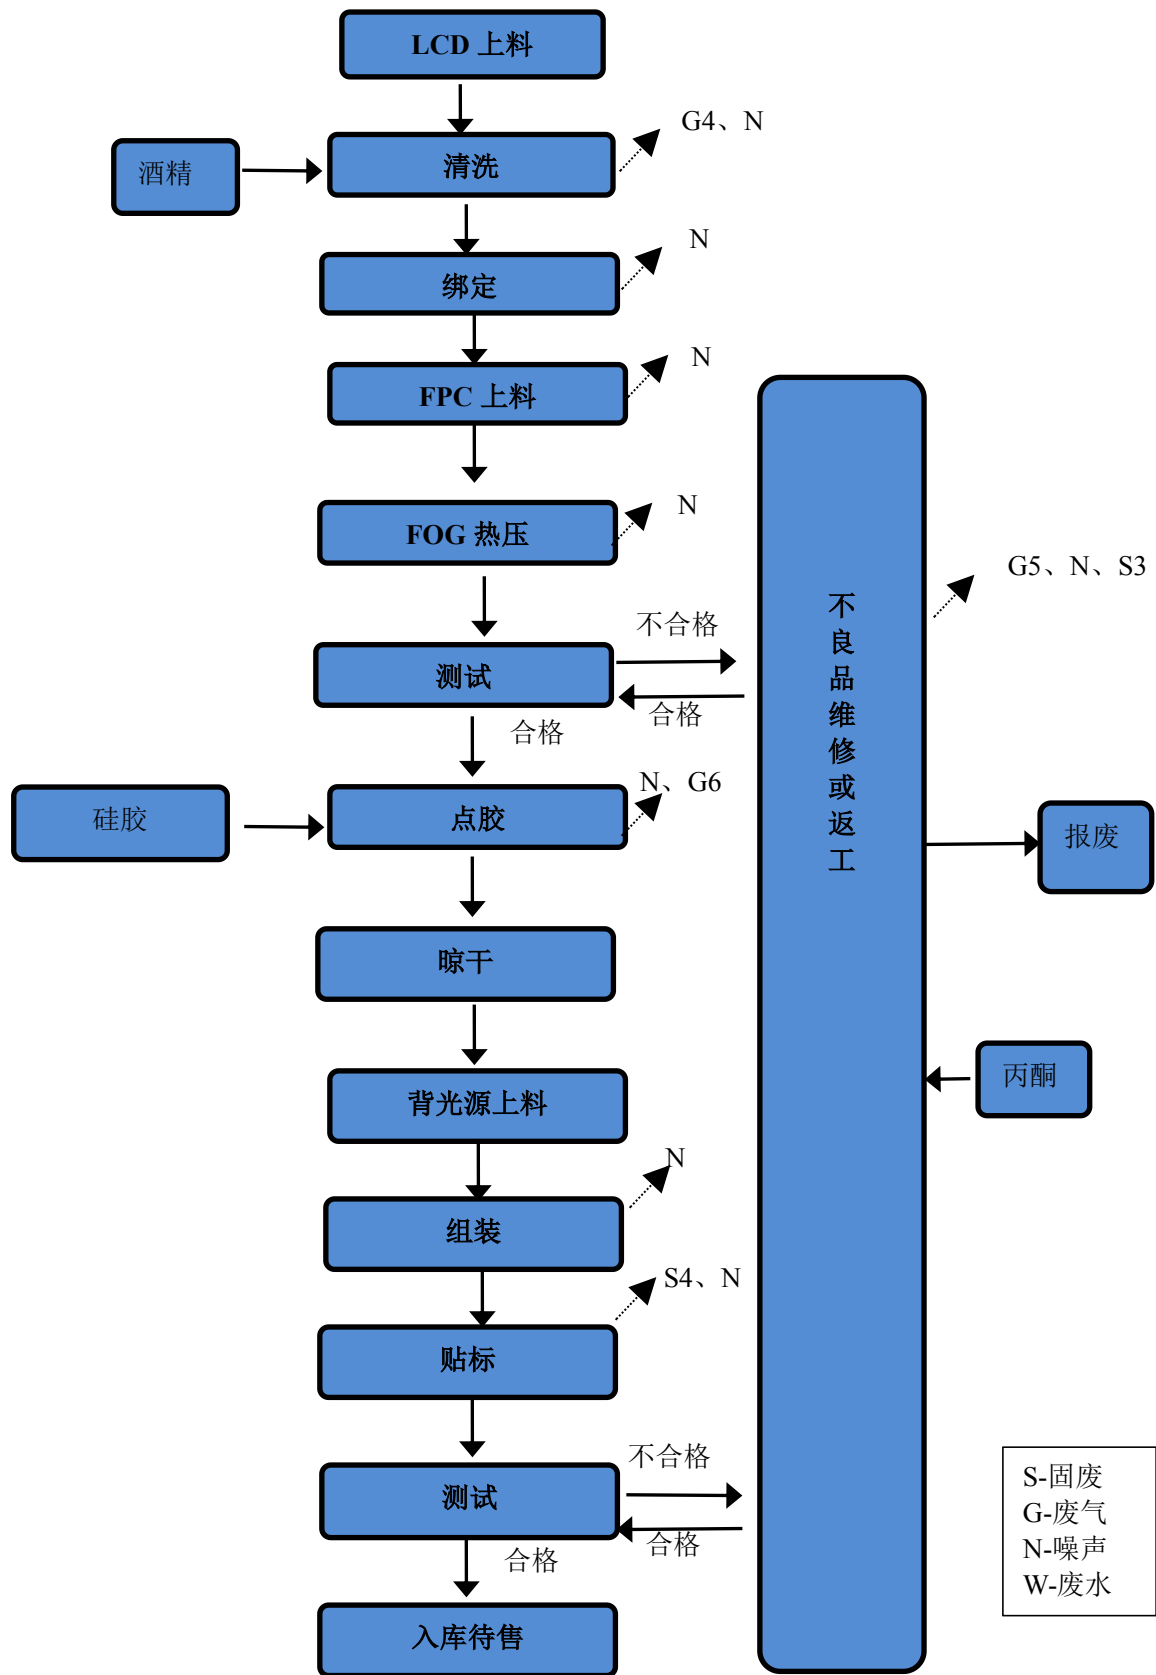 LCD 上料
G4、N
酒精
清洗
N
绑定
N
FPC 上料
N
FOG 热压
G5、N、S3
不良品维修或返工
不合格
测试
合格
合格
N、G6
硅胶
点胶
报废
晾干
丙酮
背光源上料
N
组装
S4、N
贴标
不合格
测试
合格
合格
入库待售
S-固废
G-废气
N-噪声
W-废水